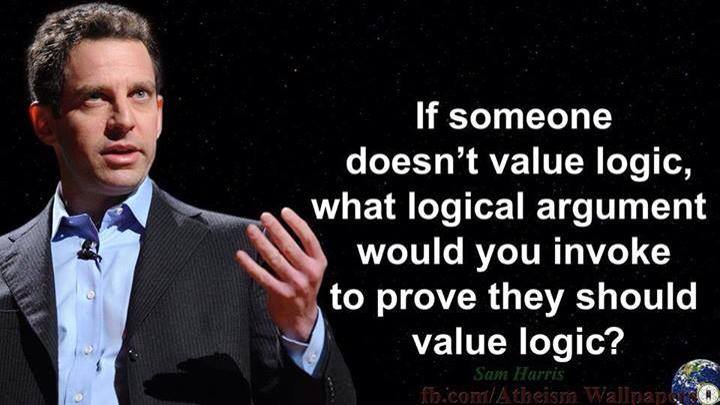 If someone
doesn't value logic,
what logical argument
would you invoke
to prove they should
value logic?
Sam Harris
fb.com/Atheism Wallpapers